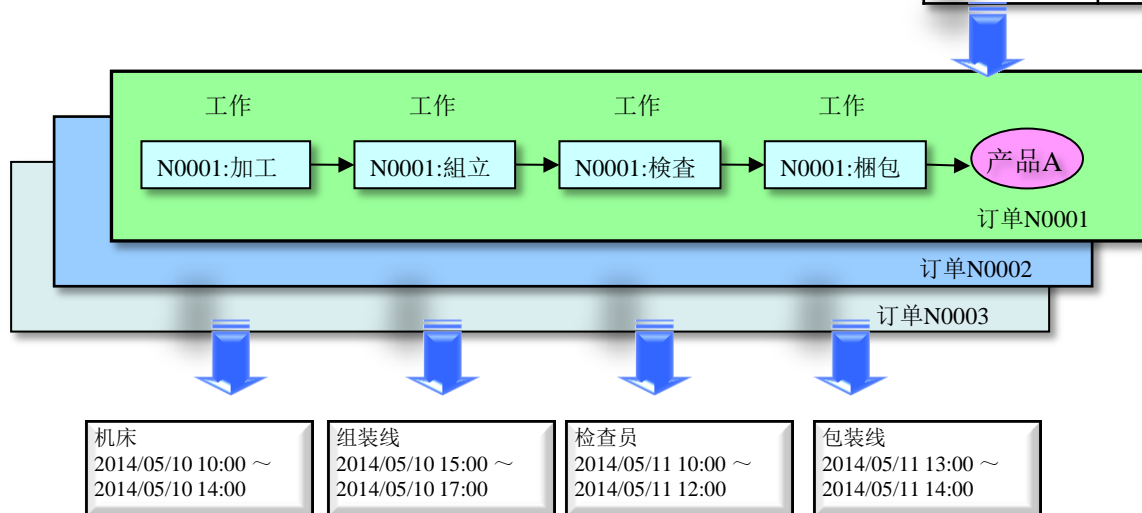 工作
工作
工作
工作
N0001:加工
N0001:組立
N0001:検査
N0001:梱包
产品A
订单N0001
订单N0002
订单N0003
机床
2014/05/10 10:00 ～
2014/05/10 14:00
组装线
2014/05/10 15:00 ～
2014/05/10 17:00
检查员
2014/05/11 10:00 ～
2014/05/11 12:00
包装线
2014/05/11 13:00 ～
2014/05/11 14:00